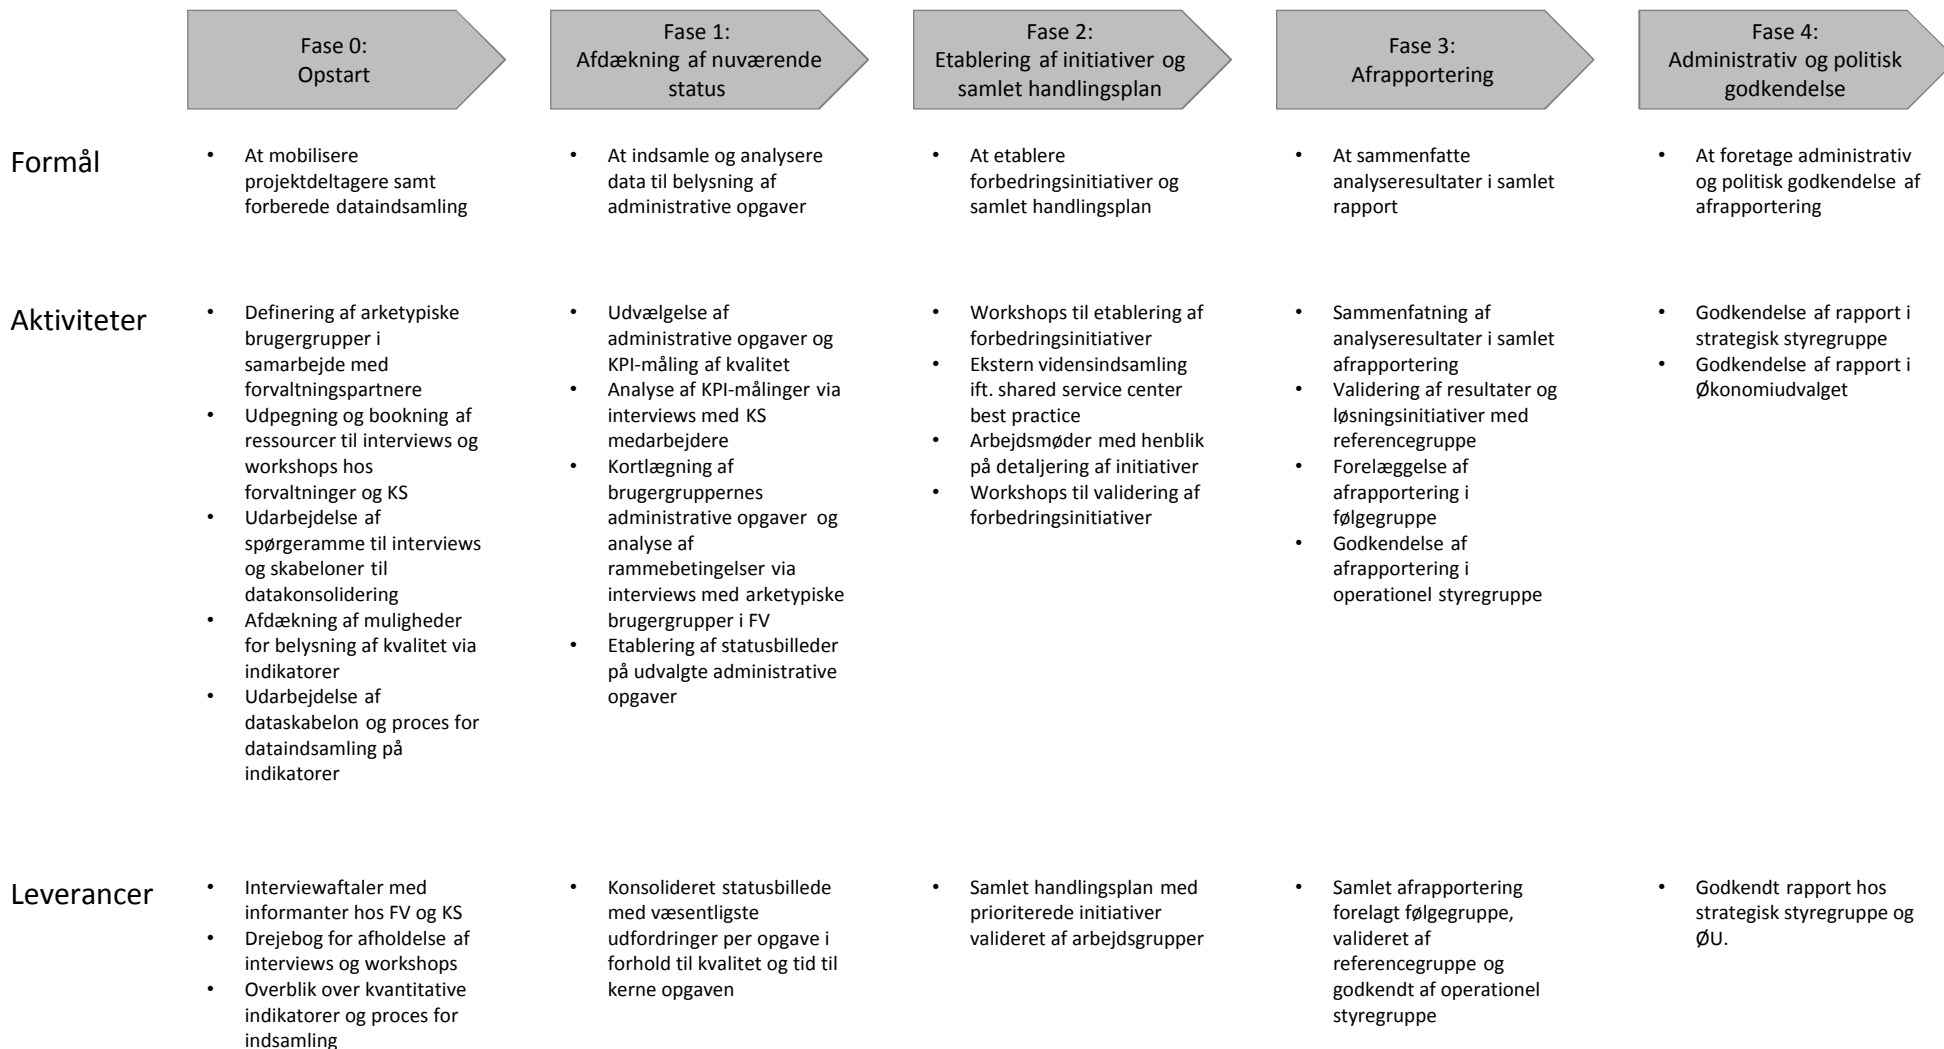 Fase 0:
Opstart
Fase 1:
Afdækning af nuværende
status
Fase 2:
Etablering af initiativer og
samlet handlingsplan
Fase 3:
Afrapportering
Fase 4:
Administrativ og politisk
godkendelse
Formål
• At mobilisere
projektdeltagere samt
forberede dataindsamling
• At indsamle og analysere
data til belysning af
administrative opgaver
• At etablere
forbedringsinitiativer og
samlet handlingsplan
• At sammenfatte
analyseresultater i samlet
rapport
• At foretage administrativ
og politisk godkendelse af
afrapportering
Aktiviteter
• Definering af arketypiske
brugergrupper i
samarbejde med
forvaltningspartnere
• Udpegning og bookning af
ressourcer til interviews og
workshops hos
forvaltninger og KS
• Udarbejdelse af
spørgeramme til interviews
og skabeloner til
datakonsolidering
• Afdækning af muligheder
for belysning af kvalitet via
indikatorer
• Udarbejdelse af
dataskabelon og proces for
dataindsamling på
indikatorer
• Udvælgelse af
administrative opgaver og
KPI-måling af kvalitet
• Analyse af KPI-målinger via
interviews med KS
medarbejdere
• Kortlægning af
brugergruppernes
administrative opgaver og
analyse af
rammebetingelser via
interviews med arketypiske
brugergrupper i FV
• Etablering af statusbilleder
på udvalgte administrative
opgaver
• Workshops til etablering af
forbedringsinitiativer
• Ekstern vidensindsamling
ift. shared service center
best practice
• Arbejdsmøder med henblik
på detaljering af initiativer
• Workshops til validering af
forbedringsinitiativer
• Sammenfatning af
analyseresultater i samlet
afrapportering
• Validering af resultater og
løsningsinitiativer med
referencegruppe
• Forelæggelse af
afrapportering i
følgegruppe
• Godkendelse af
afrapportering i
operationel styregruppe
• Godkendelse af rapport i
strategisk styregruppe
• Godkendelse af rapport i
Økonomiudvalget
Leverancer
• Interviewaftaler med
informanter hos FV og KS
• Drejebog for afholdelse af
interviews og workshops
• Overblik over kvantitative
indikatorer og proces for
indsamling
• Konsolideret statusbillede
med væsentligste
udfordringer per opgave i
forhold til kvalitet og tid til
kerne opgaven
• Samlet handlingsplan med
prioriterede initiativer
valideret af arbejdsgrupper
• Samlet afrapportering
forelagt følgegruppe,
valideret af
referencegruppe og
godkendt af operationel
styregruppe
• Godkendt rapport hos
strategisk styregruppe og
ØU.